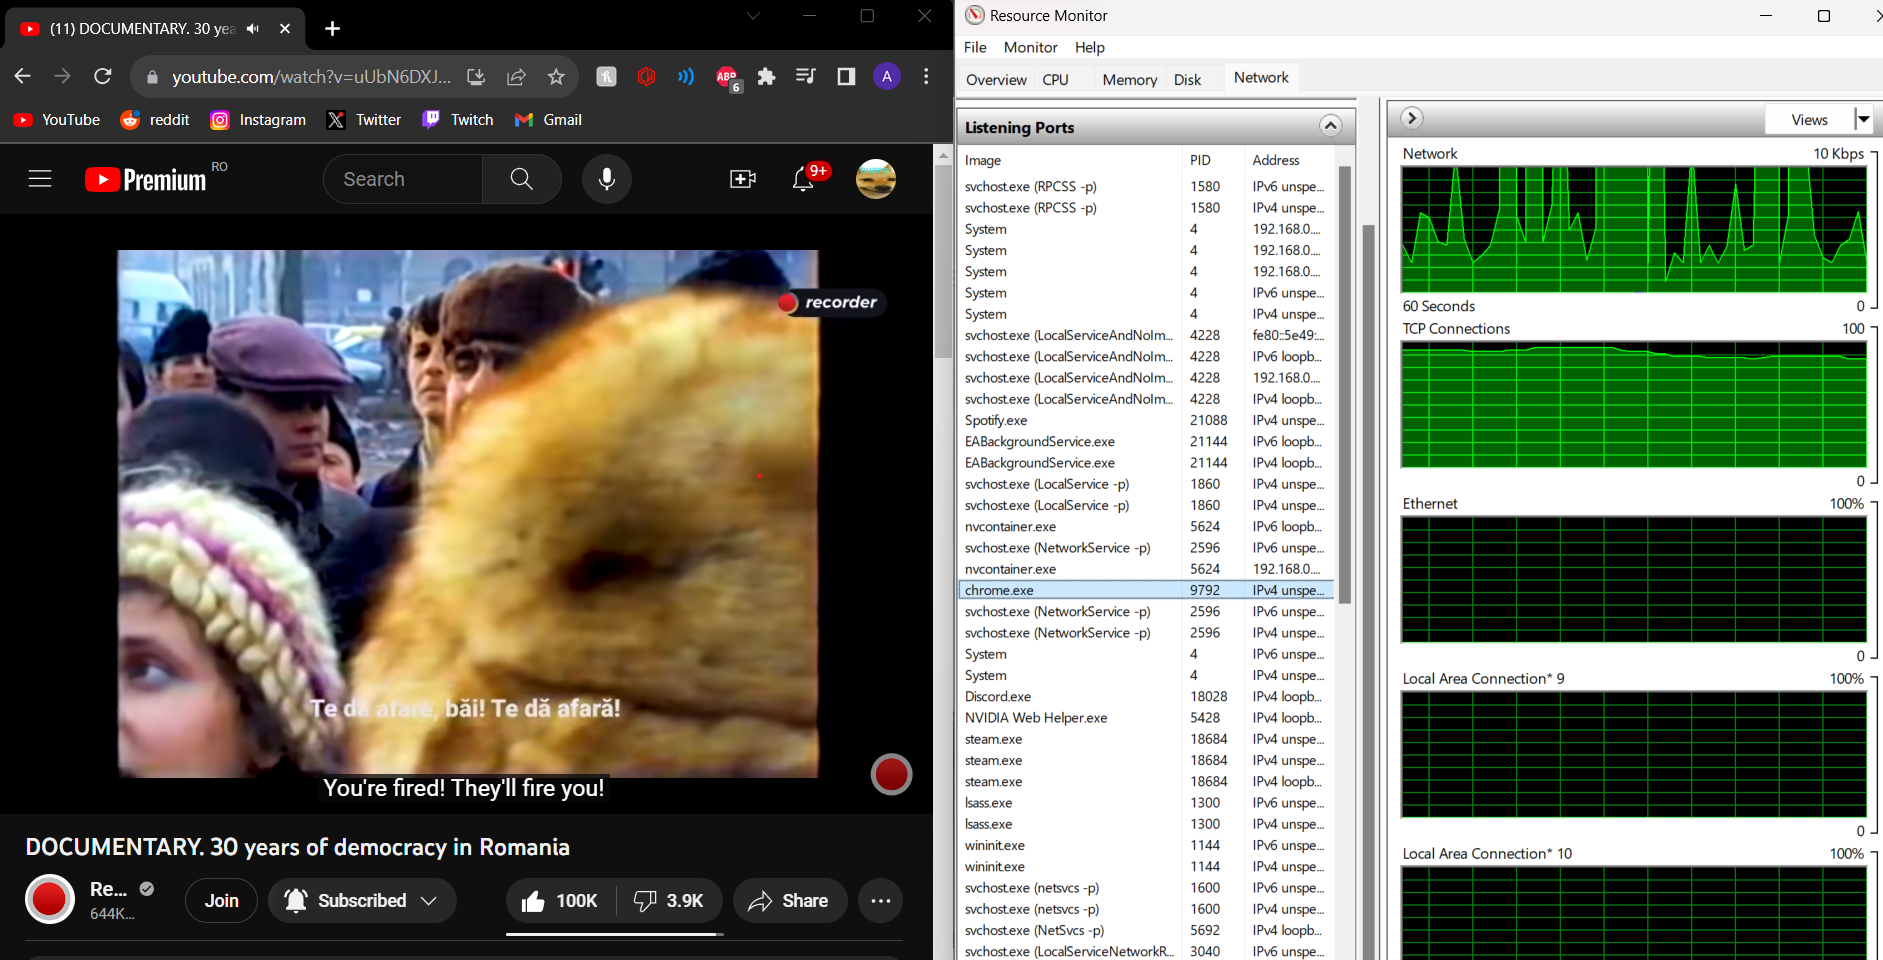 (11) DOCUMENTARY. 30 yea
youtube.com/watch?v=uUbN6DXJ...
ABP
6
A
YouTube
reddit
Instagram
Twitter
Twitch
Gmail
Premium
RO
Search
9+
recorder
Te dă afară, băi! Te dă afară!
You're fired! They'll fire you!
DOCUMENTARY. 30 years of democracy in Romania
Re...
644K...
Join
Subscribed
100K
3.9K
Share
Resource Monitor
File Monitor Help
Overview CPU Memory Disk Network
Listening Ports
Image PID Address
svchost.exe (RPCSS -p) 1580 IPv6 unspe...
svchost.exe (RPCSS -p) 1580 IPv4 unspe...
System 4 192.168.0....
System 4 192.168.0....
System 4 192.168.0....
System 4 IPv6 unspe...
System 4 IPv4 unspe...
svchost.exe (LocalServiceAndNoIm... 4228 fe80::5e49:...
svchost.exe (LocalServiceAndNoIm... 4228 IPv6 loopb...
svchost.exe (LocalServiceAndNoIm... 4228 192.168.0....
svchost.exe (LocalServiceAndNoIm... 4228 IPv4 loopb...
Spotify.exe 21088 IPv4 unspe...
EABackgroundService.exe 21144 IPv6 loopb...
EABackgroundService.exe 21144 IPv4 loopb...
svchost.exe (LocalService -p) 1860 IPv6 unspe...
svchost.exe (LocalService -p) 1860 IPv4 unspe...
nvcontainer.exe 5624 IPv6 loopb...
svchost.exe (NetworkService -p) 2596 IPv6 unspe...
nvcontainer.exe 5624 192.168.0....
chrome.exe 9792 IPv4 unspe...
svchost.exe (NetworkService -p) 2596 IPv6 unspe...
svchost.exe (NetworkService -p) 2596 IPv4 unspe...
System 4 IPv6 unspe...
System 4 IPv4 unspe...
Discord.exe 18028 IPv4 loopb...
NVIDIA Web Helper.exe 5428 IPv4 loopb...
steam.exe 18684 IPv4 unspe...
steam.exe 18684 IPv4 unspe...
steam.exe 18684 IPv4 loopb...
lsass.exe 1300 IPv6 unspe...
lsass.exe 1300 IPv4 unspe...
wininit.exe 1144 IPv6 unspe...
wininit.exe 1144 IPv4 unspe...
svchost.exe (netsvcs -p) 1600 IPv6 unspe...
svchost.exe (netsvcs -p) 1600 IPv4 unspe...
svchost.exe (NetSvcs -p) 5692 IPv4 loopb...
svchost.exe (LocalServiceNetworkR... 3040 IPv6 unspe...
Views
Network 10 Kbps
60 Seconds 0
TCP Connections 100
0
Ethernet 100%
0
Local Area Connection* 9 100%
0
Local Area Connection* 10 100%